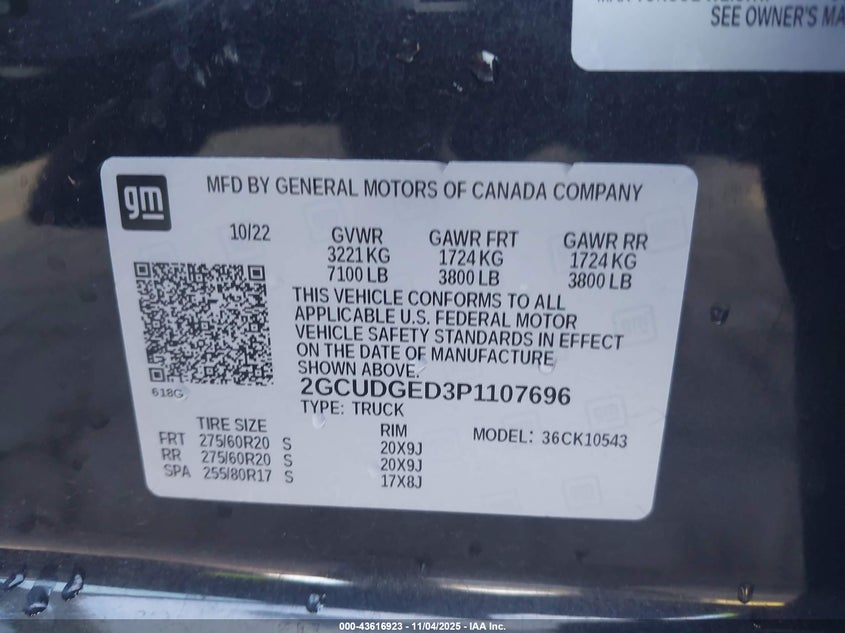 SEE OWNER'S MA
gm
MFD BY GENERAL MOTORS OF CANADA COMPANY
10/22 GVWR GAWR FRT GAWR RR
3221 KG 1724 KG 1724 KG
7100 LB 3800 LB 3800 LB
THIS VEHICLE CONFORMS TO ALL
APPLICABLE U.S. FEDERAL MOTOR
VEHICLE SAFETY STANDARDS IN EFFECT
ON THE DATE OF MANUFACTURE
SHOWN ABOVE.
618G
2GCUDGED3P1107696
TYPE: TRUCK
TIRE SIZE RIM MODEL: 36CK10543
FRT 275/60R20 S 20X9J
RR 275/60R20 S 20X9J
SPA 255/80R17 S 17X8J
000-43616923 - 11/04/2025 - IAA Inc.